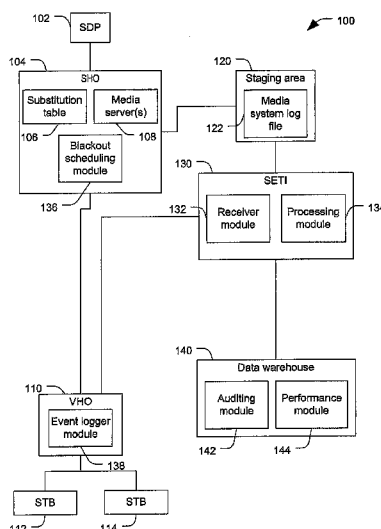 100
102
SDP
104
SHO
Substitution
table
Media
server(s)
106
108
Blackout
scheduling
module
136
120
Staging area
122
Media
system log
file
130
SETI
132
Receiver
module
Processing
module
134
140
Data warehouse
Auditing
module
Performance
module
142
144
110
VHO
Event logger
module
138
STB
STB
112
114